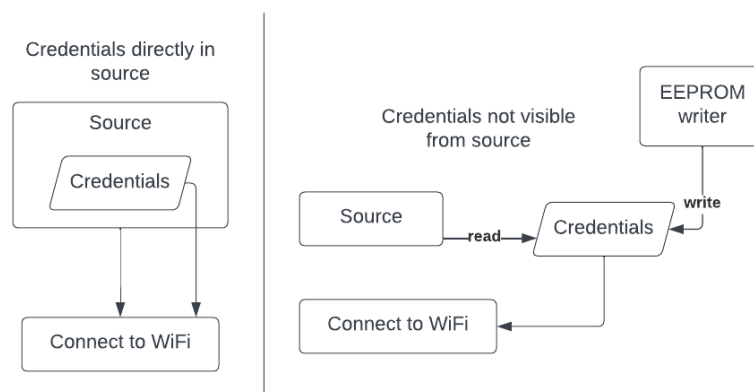 Credentials directly in
source
Source
Credentials
Connect to WiFi
Credentials not visible
from source
EEPROM
writer
Source
read
Credentials
write
Connect to WiFi